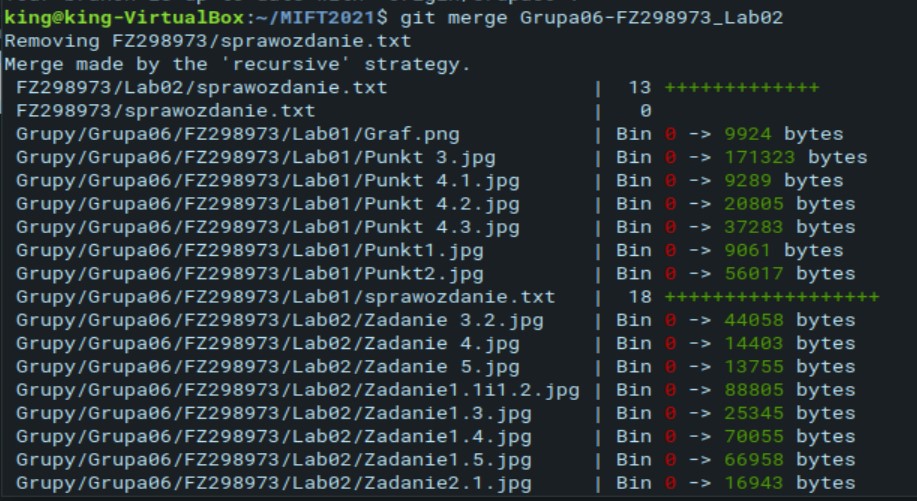 king@king-VirtualBox:~/MIFT2021$ git merge Grupa06-FZ298973_Lab02
Removing FZ298973/sprawozdanie.txt
Merge made by the 'recursive' strategy.
FZ298973/Lab02/sprawozdanie.txt | 13 +++++++++++++
FZ298973/sprawozdanie.txt | 0
Grupy/Grupa06/FZ298973/Lab01/Graf.png | Bin 0 -> 9924 bytes
Grupy/Grupa06/FZ298973/Lab01/Punkt 3.jpg | Bin 0 -> 171323 bytes
Grupy/Grupa06/FZ298973/Lab01/Punkt 4.1.jpg | Bin 0 -> 9289 bytes
Grupy/Grupa06/FZ298973/Lab01/Punkt 4.2.jpg | Bin 0 -> 20805 bytes
Grupy/Grupa06/FZ298973/Lab01/Punkt 4.3.jpg | Bin 0 -> 37283 bytes
Grupy/Grupa06/FZ298973/Lab01/Punkt1.jpg | Bin 0 -> 9061 bytes
Grupy/Grupa06/FZ298973/Lab01/Punkt2.jpg | Bin 0 -> 56017 bytes
Grupy/Grupa06/FZ298973/Lab01/sprawozdanie.txt | 18 ++++++++++++++++++
Grupy/Grupa06/FZ298973/Lab02/Zadanie 3.2.jpg | Bin 0 -> 44058 bytes
Grupy/Grupa06/FZ298973/Lab02/Zadanie 4.jpg | Bin 0 -> 14403 bytes
Grupy/Grupa06/FZ298973/Lab02/Zadanie 5.jpg | Bin 0 -> 13755 bytes
Grupy/Grupa06/FZ298973/Lab02/Zadanie1.1i1.2.jpg | Bin 0 -> 88805 bytes
Grupy/Grupa06/FZ298973/Lab02/Zadanie1.3.jpg | Bin 0 -> 25345 bytes
Grupy/Grupa06/FZ298973/Lab02/Zadanie1.4.jpg | Bin 0 -> 70055 bytes
Grupy/Grupa06/FZ298973/Lab02/Zadanie1.5.jpg | Bin 0 -> 66958 bytes
Grupy/Grupa06/FZ298973/Lab02/Zadanie2.1.jpg | Bin 0 -> 16943 bytes